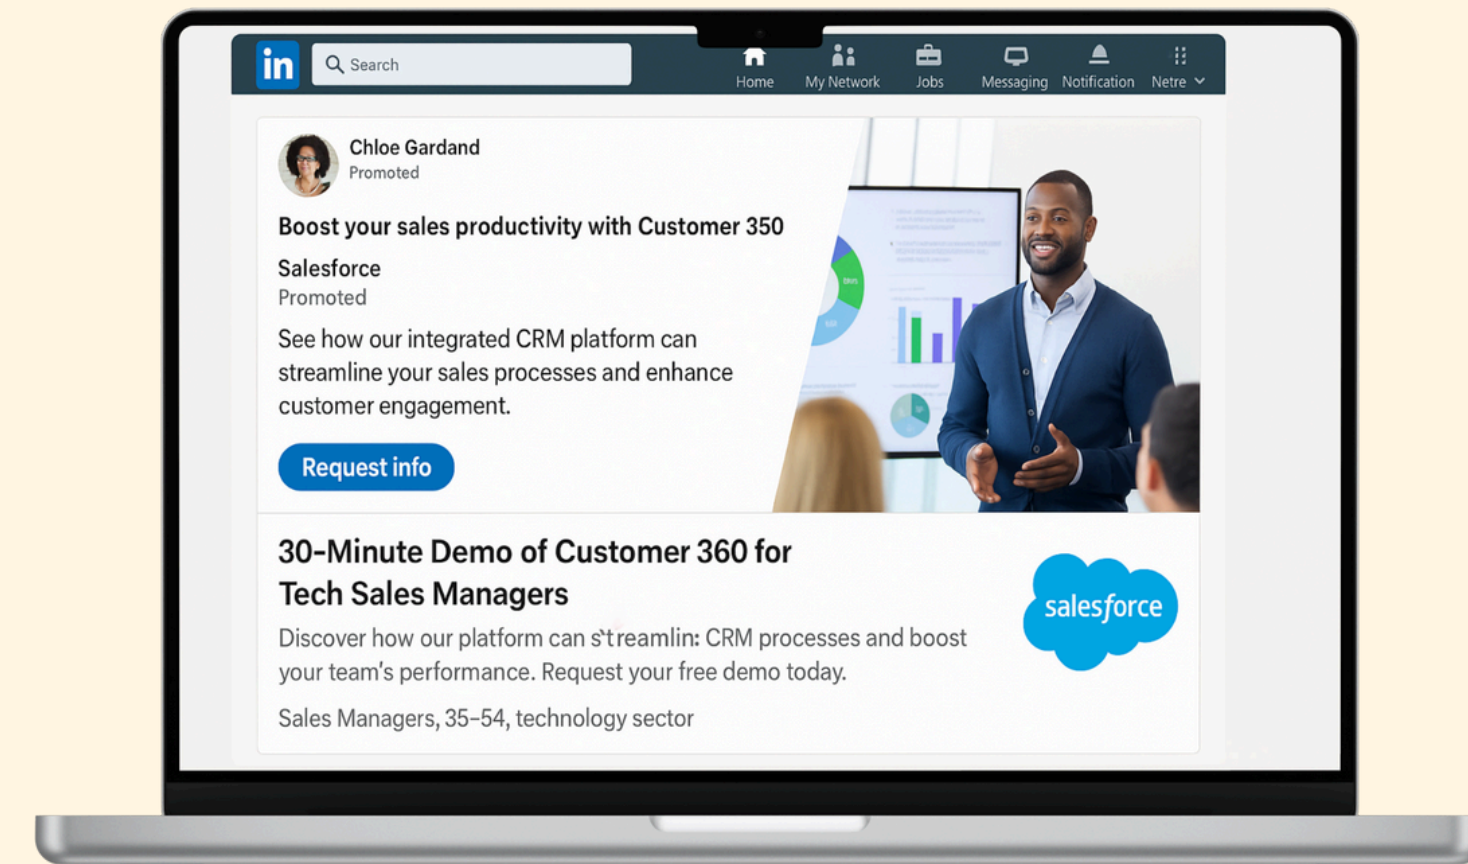 in
Search
Home
My Network
Jobs
Messaging
Notification
Netre
Chloe Gardand
Promoted
Boost your sales productivity with Customer 350
Salesforce
Promoted
See how our integrated CRM platform can
streamline your sales processes and enhance
customer engagement.
Request info
30-Minute Demo of Customer 360 for
Tech Sales Managers
Discover how our platform can s'treamlin: CRM processes and boost
your team's performance. Request your free demo today.
Sales Managers, 35–54, technology sector
salesforce